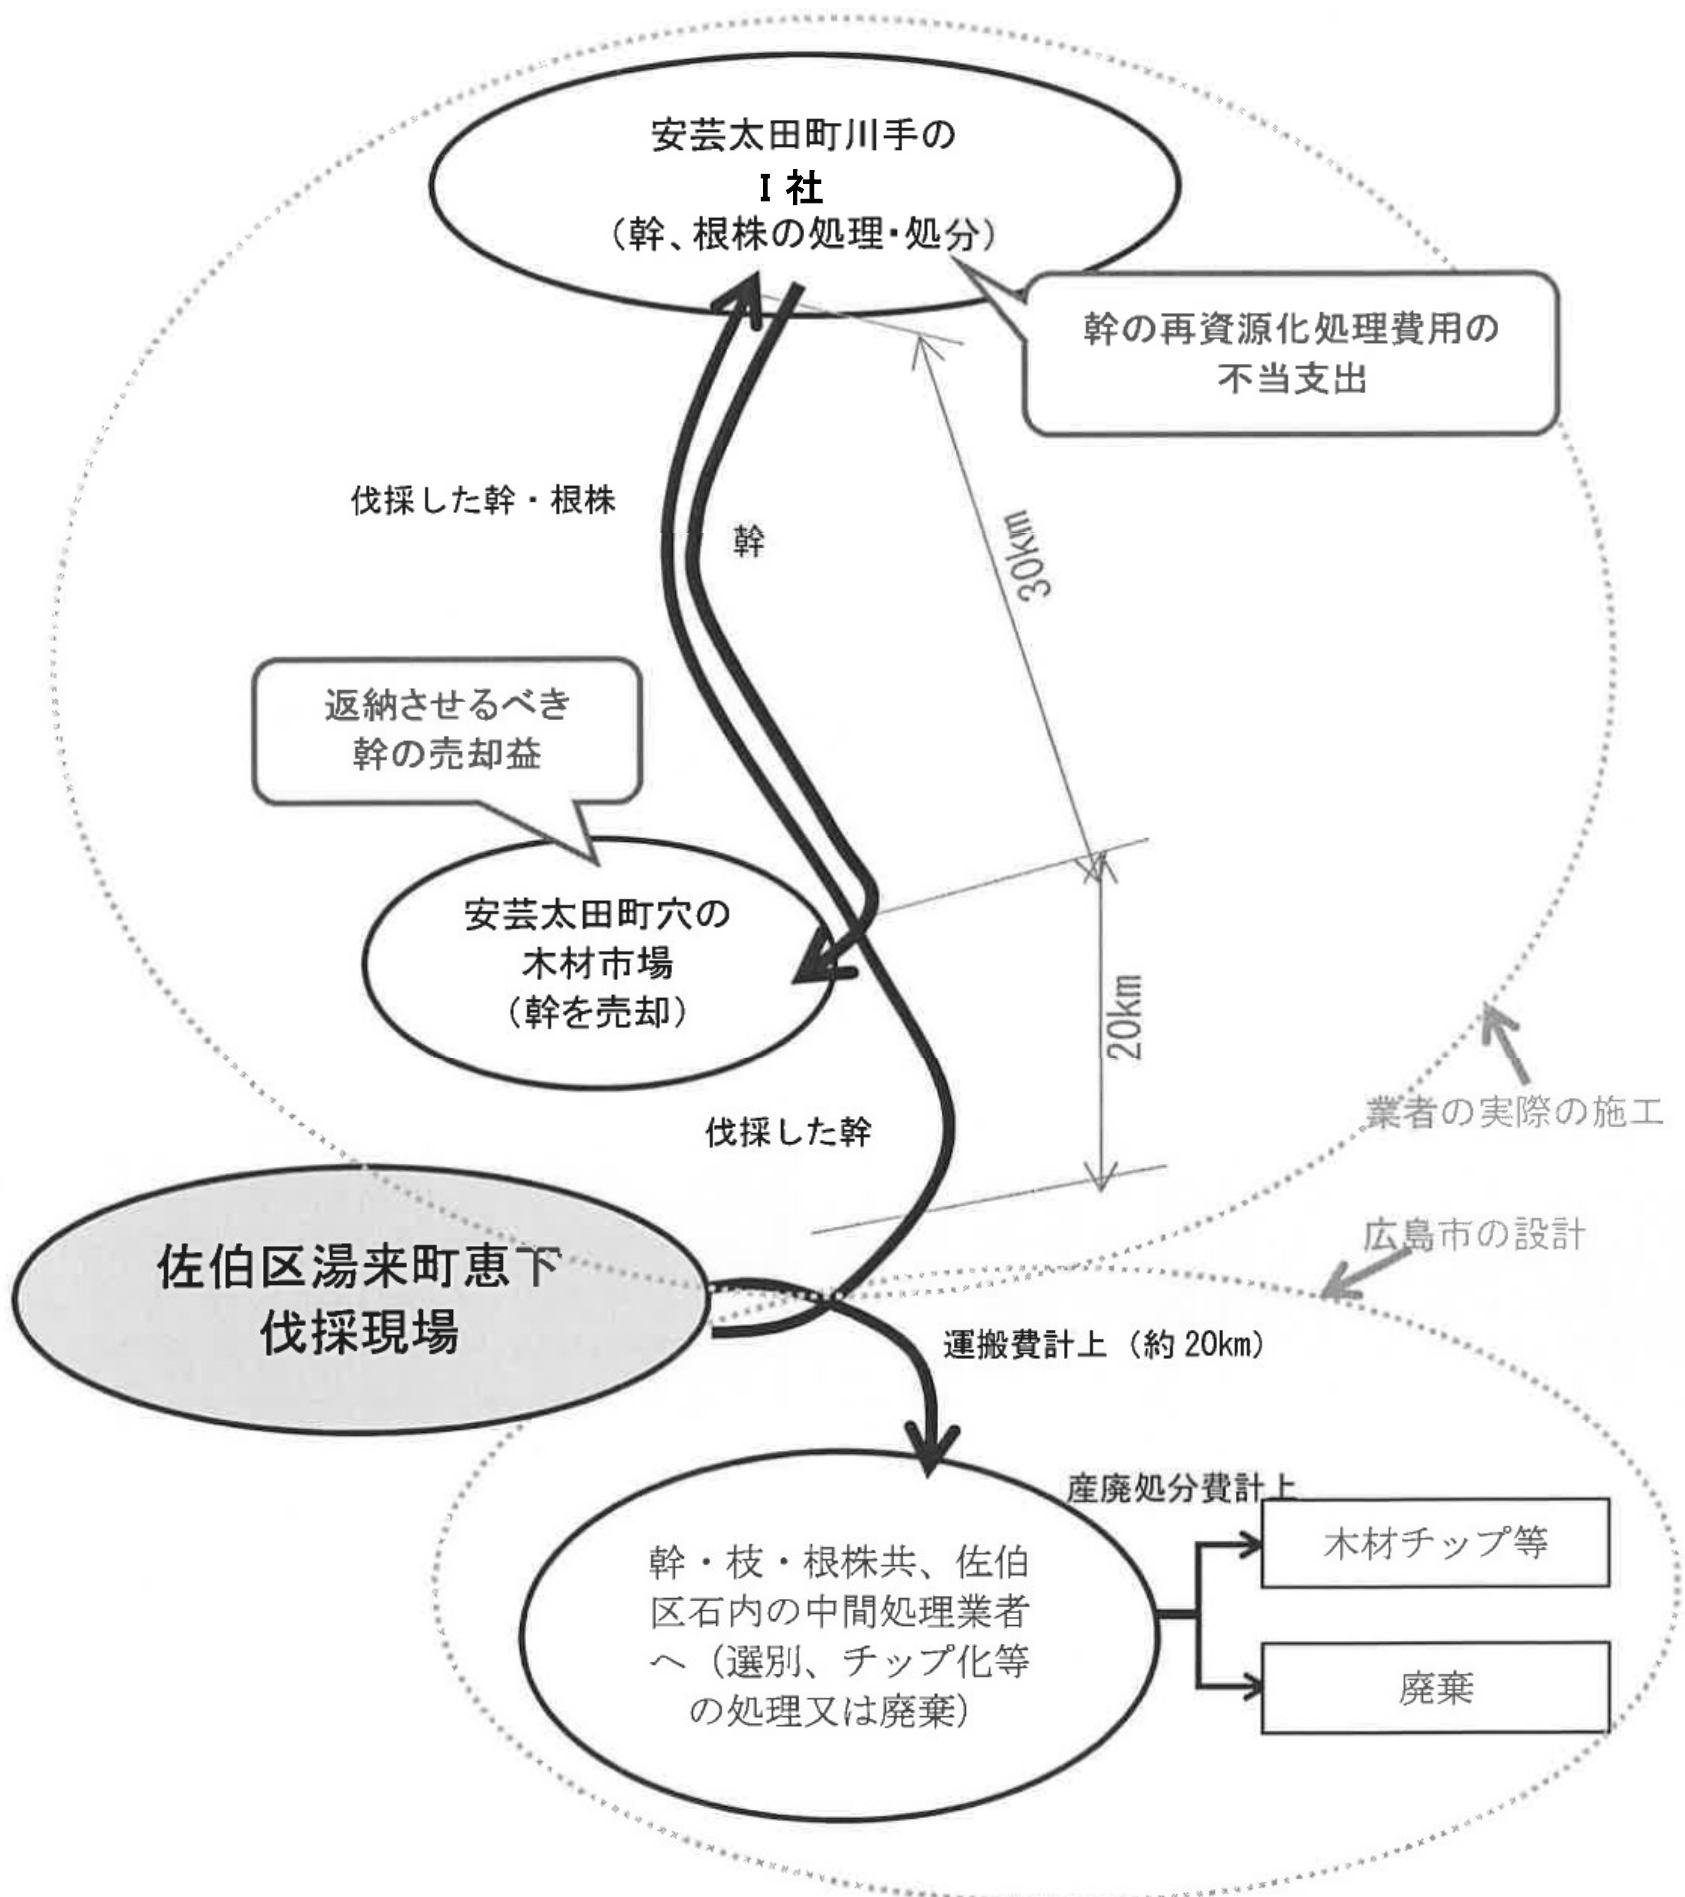 安芸太田町川手の
I 社
（幹、根株の処理・処分）
幹の再資源化処理費用の
不当支出
伐採した幹・根株
幹
30km
返納させるべき
幹の売却益
安芸太田町穴の
木材市場
（幹を売却）
20km
業者の実際の施工
伐採した幹
広島市の設計
佐伯区湯来町恵下
伐採現場
運搬費計上（約 20km）
産廃処分費計上
木材チップ等
幹・枝・根株共、佐伯
区石内の中間処理業者
へ（選別、チップ化等
の処理又は廃棄）
廃棄